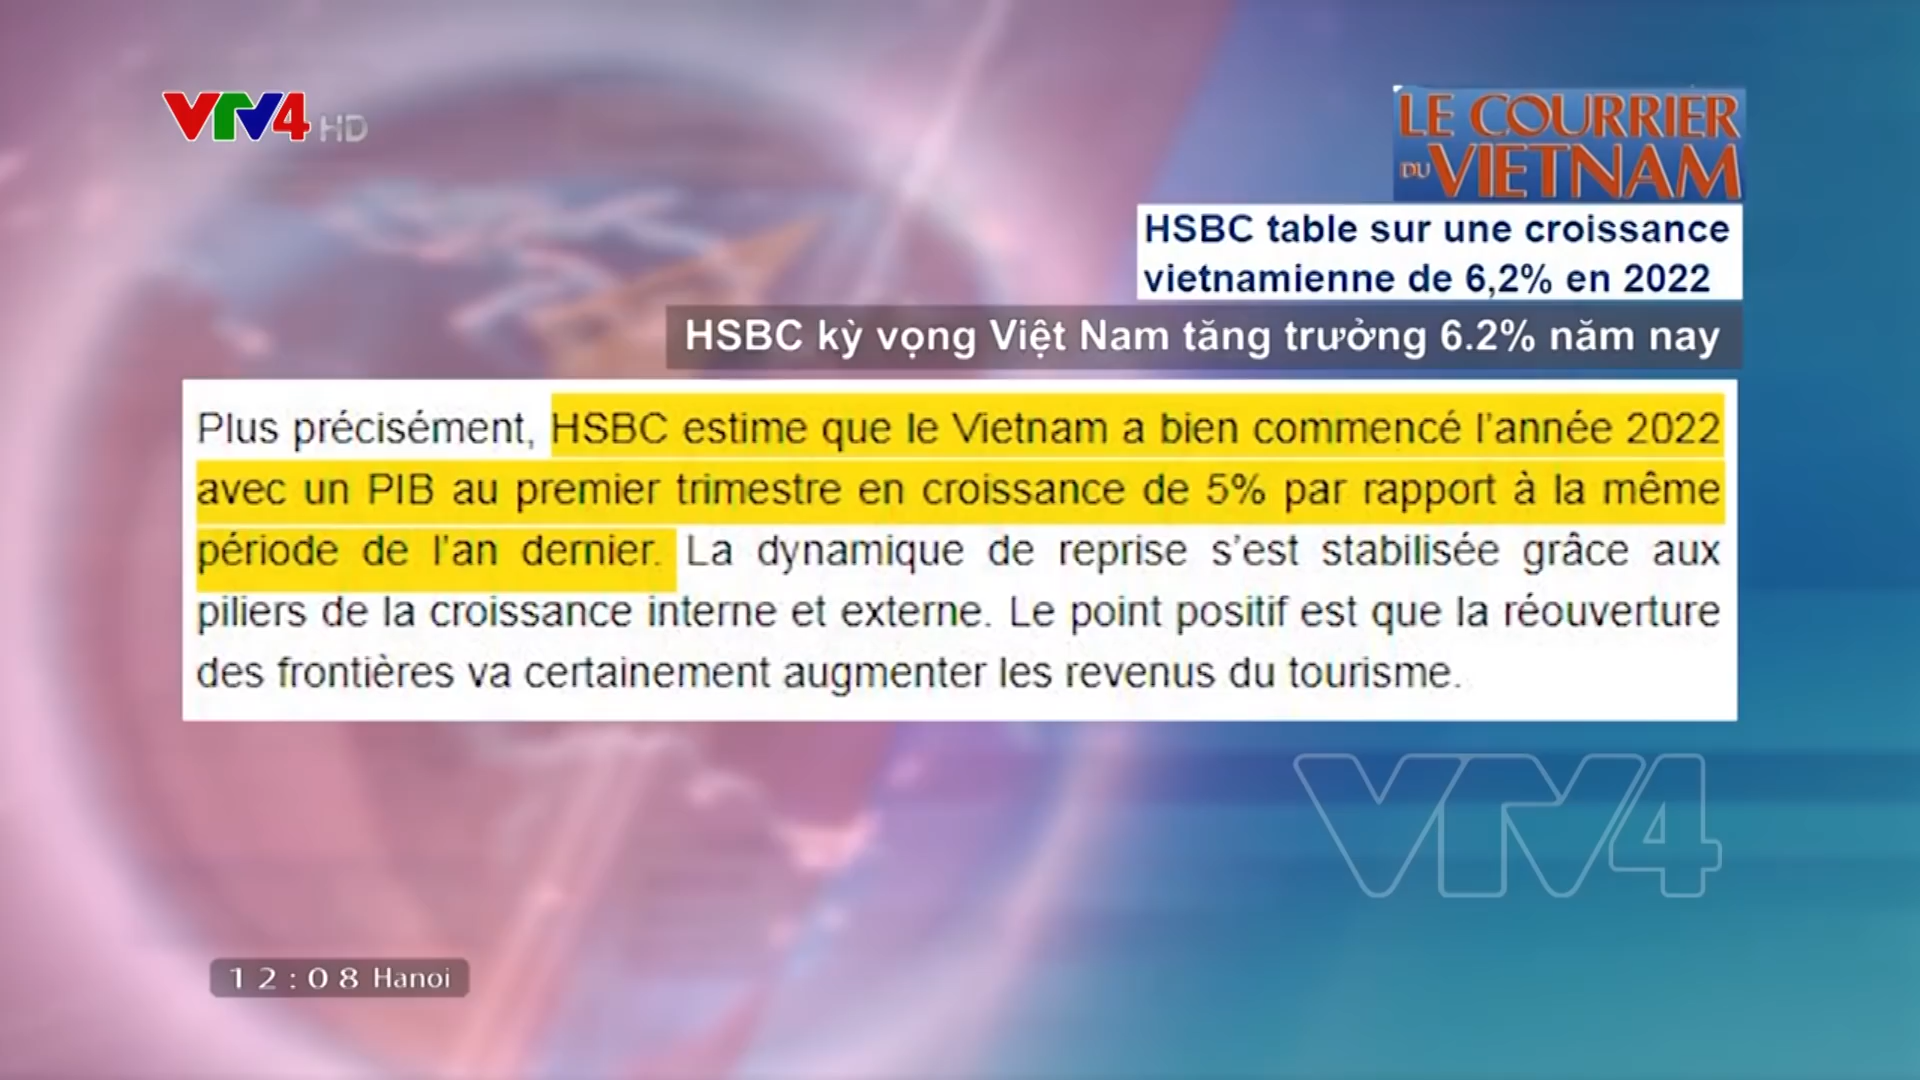 VTV4 HD
LE COURRIER
DU VIETNAM
HSBC table sur une croissance
vietnamienne de 6,2% en 2022
HSBC kỳ vọng Việt Nam tăng trưởng 6.2% năm nay
Plus précisément, HSBC estime que le Vietnam a bien commencé l'année 2022
avec un PIB au premier trimestre en croissance de 5% par rapport à la même
période de l'an dernier. La dynamique de reprise s'est stabilisée grâce aux
piliers de la croissance interne et externe. Le point positif est que la réouverture
des frontières va certainement augmenter les revenus du tourisme.
VTV4
12:08 Hanoi